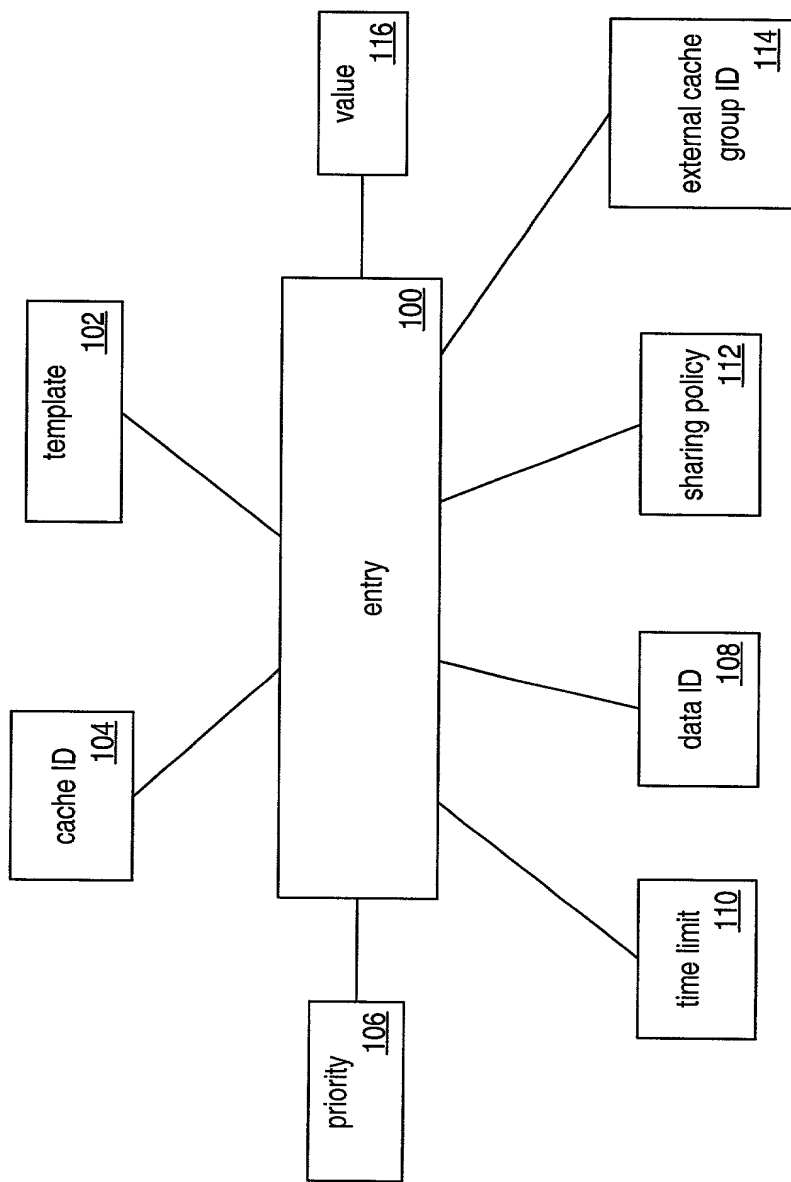 cache ID
104
template
102
priority
106
entry
100
value
116
time limit
110
data ID
108
sharing policy
112
external cache
group ID
114